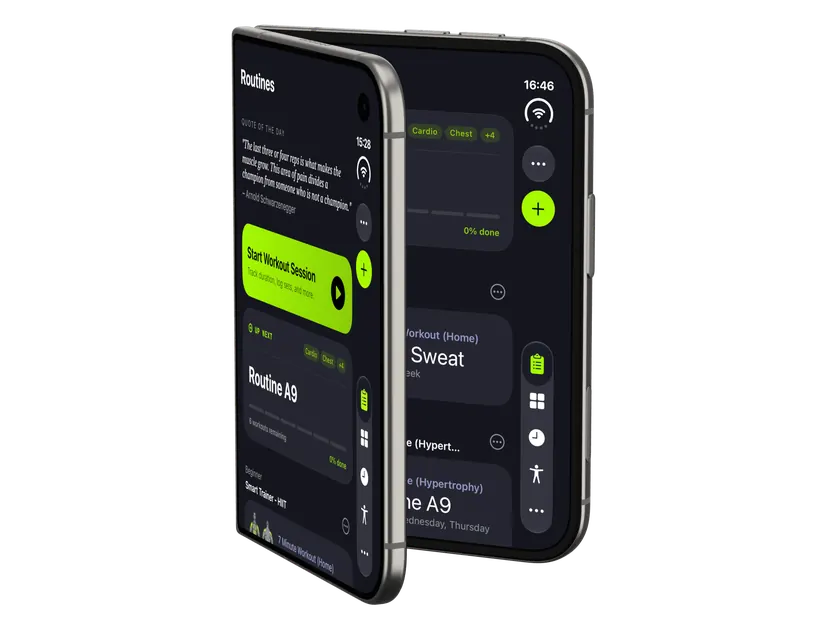 Routines
QUOTE OF THE DAY
"The last three or four reps is what makes the
muscle grow. This area of pain divides a
champion from someone who is not a champion."
– Arnold Schwarzenegger
Start Workout Session
Track duration, log sets, and more.
UP NEXT
Cardio Chest +4
Routine A9
6 workouts remaining
0% done
Beginner
Smart Trainer - HIIT
7 Minute Workout (Home)
15:28
16:46
Cardio Chest +4
0% done
Workout (Home)
Sweat
eek
e (Hypert...
e (Hypertrophy)
ne A9
ednesday, Thursday